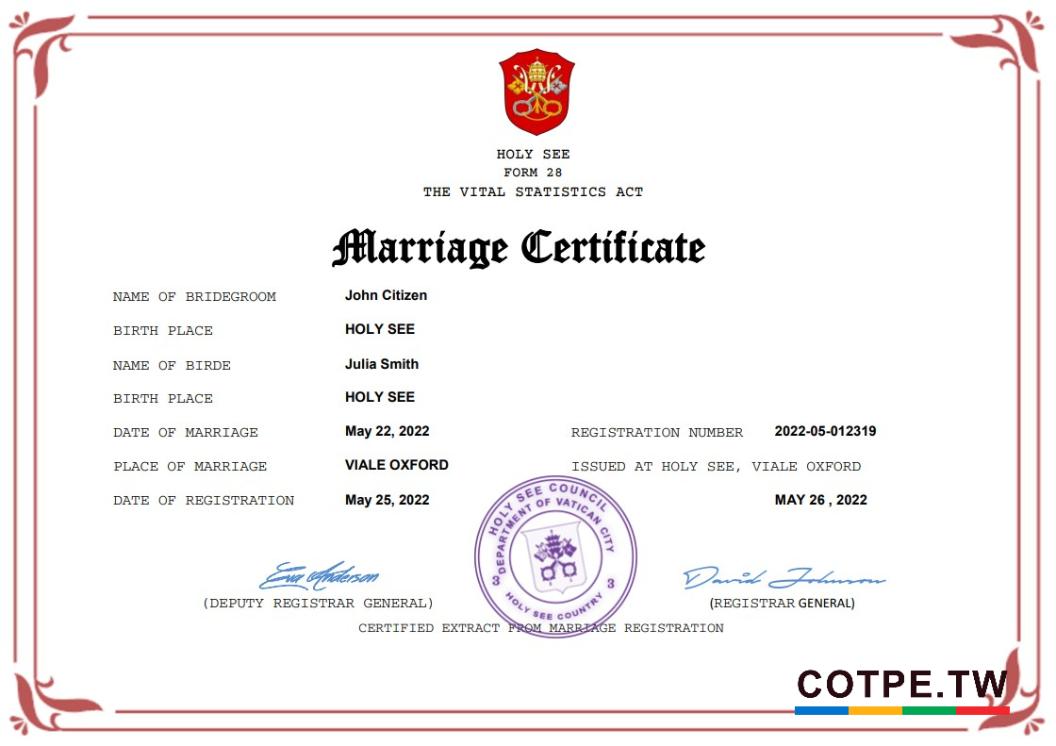 HOLY SEE
FORM 28
THE VITAL STATISTICS ACT
Marriage Certificate
NAME OF BRIDEGROOM John Citizen
BIRTH PLACE HOLY SEE
NAME OF BIRDE Julia Smith
BIRTH PLACE HOLY SEE
DATE OF MARRIAGE May 22, 2022 REGISTRATION NUMBER 2022-05-012319
PLACE OF MARRIAGE VIALE OXFORD ISSUED AT HOLY SEE, VIALE OXFORD
DATE OF REGISTRATION May 25, 2022 MAY 26 , 2022
HOLY SEE COUNCIL
DEPARTMENT OF VATICAN CITY
3 3
HOLY SEE COUNTRY
Eva Anderson David Johnson
(DEPUTY REGISTRAR GENERAL) (REGISTRAR GENERAL)
CERTIFIED EXTRACT FROM MARRIAGE REGISTRATION
COTPE.TW